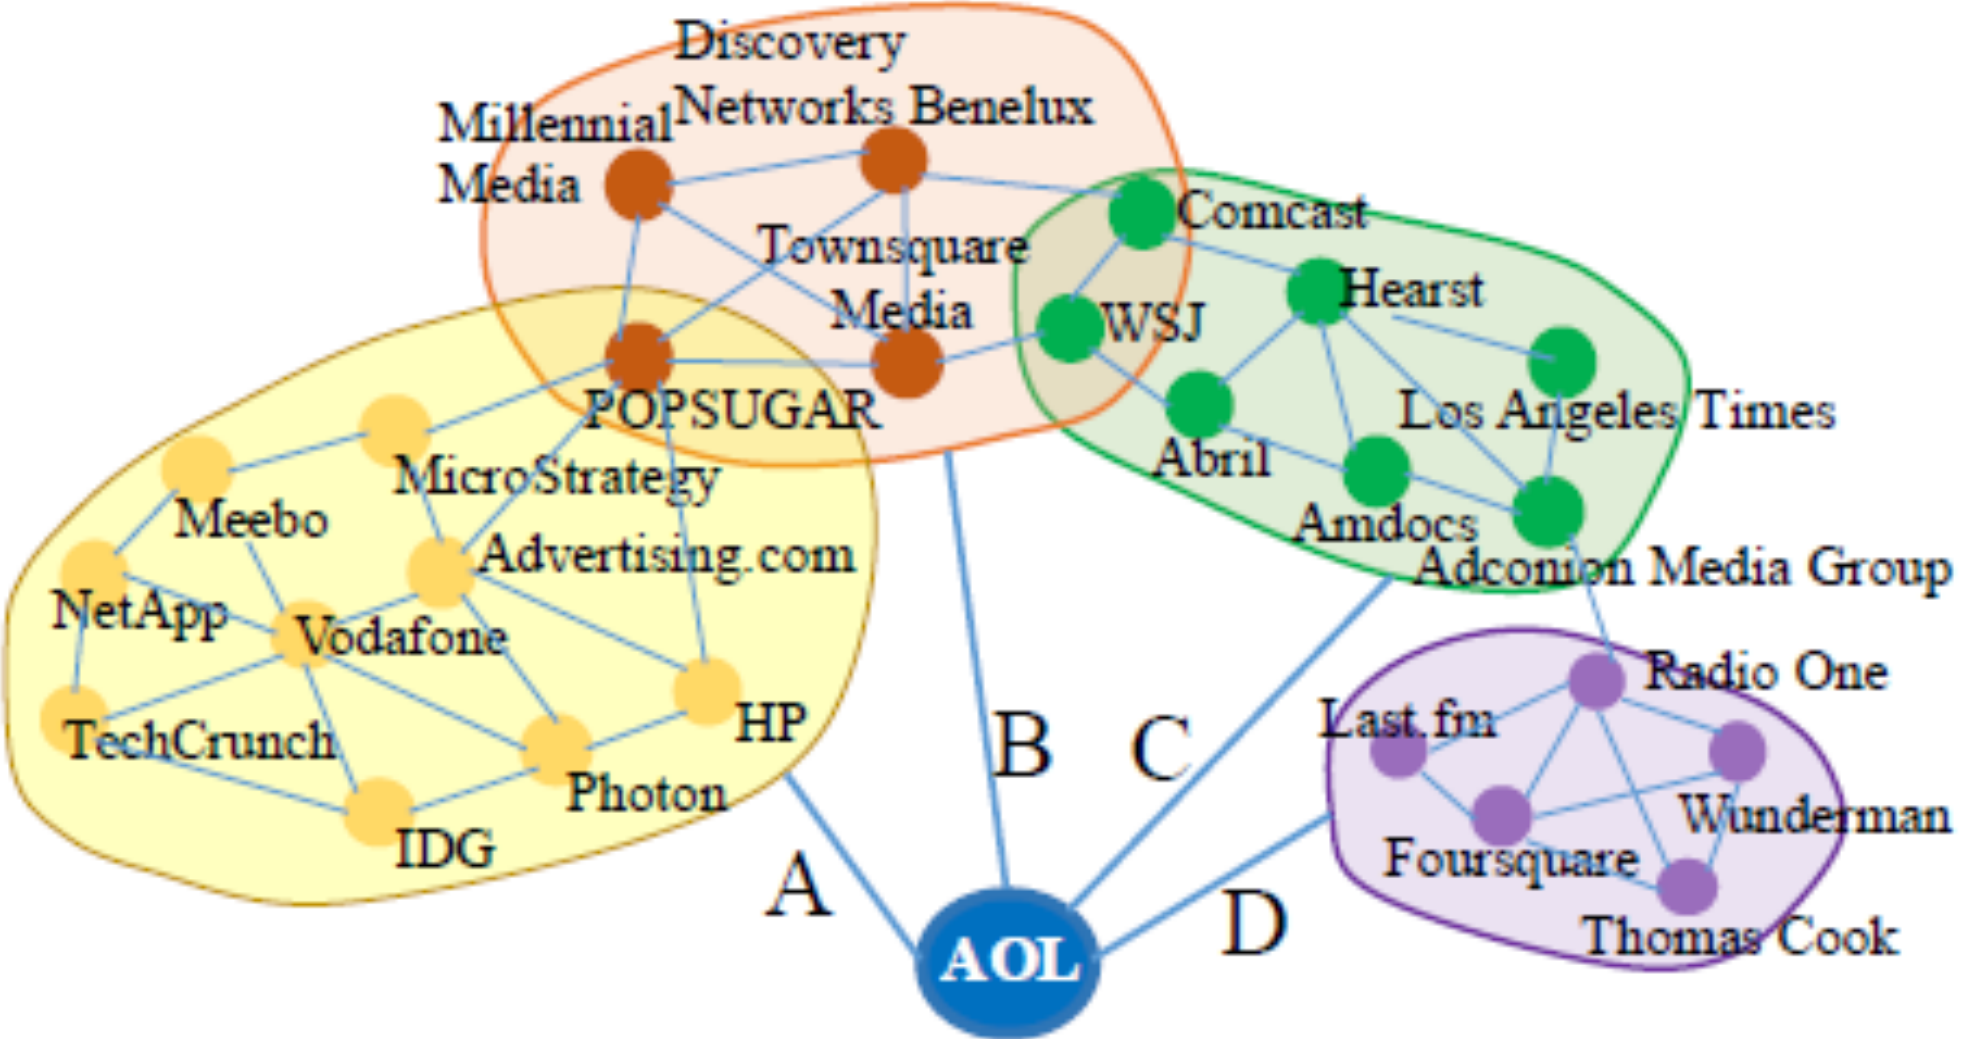 Discovery
Networks Benelux
Millennial
Media
Comcast
Townsquare
Media
Hearst
WSJ
POPSUGAR
Los Angeles Times
MicroStrategy
Abril
Meebo
Amdocs
Advertising.com
Adconion Media Group
NetApp
Vodafone
Radio One
Last.fm
HP
TechCrunch
B
C
Photon
Wunderman
IDG
Foursquare
A
D
Thomas Cook
AOL